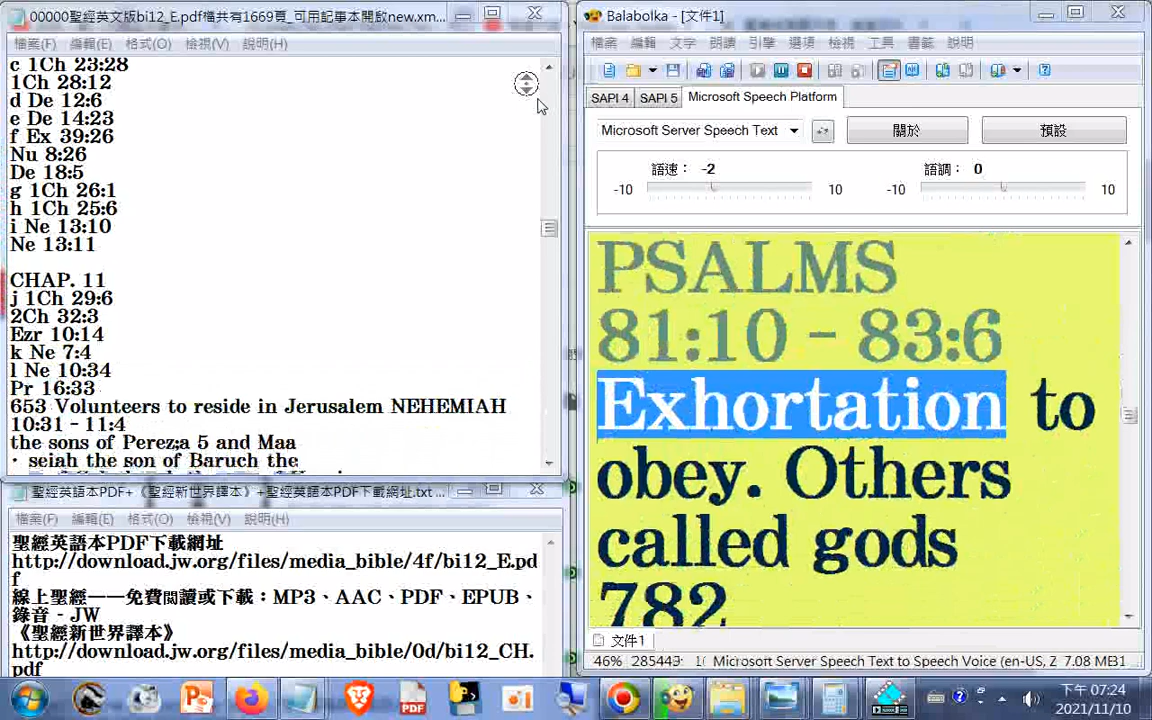 00000聖經英文版bi12_E.pdf檔共有1669頁_可用記事本開啟new.xm...
檔案(F) 編輯(E) 格式(O) 檢視(V) 說明(H)
c 1Ch 23:28
1Ch 28:12
d De 12:6
e De 14:23
f Ex 39:26
Nu 8:26
De 18:5
g 1Ch 26:1
h 1Ch 25:6
i Ne 13:10
Ne 13:11
CHAP. 11
j 1Ch 29:6
2Ch 32:3
Ezr 10:14
k Ne 7:4
l Ne 10:34
Pr 16:33
653 Volunteers to reside in Jerusalem NEHEMIAH
10:31 - 11:4
the sons of Perez;a 5 and Maa
· seiah the son of Baruch the
聖經英語本PDF+《聖經新世界譯本》+聖經英語本PDF下載網址.txt ...
檔案(F) 編輯(E) 格式(O) 檢視(V) 說明(H)
聖經英語本PDF下載網址
http://download.jw.org/files/media_bible/4f/bi12_E.pd
f
線上聖經——免費閱讀或下載：MP3、AAC、PDF、EPUB、
錄音 - JW
《聖經新世界譯本》
http://download.jw.org/files/media_bible/0d/bi12_CH.
pdf
Balabolka - [文件1]
檔案 編輯 文字 朗讀 引擎 選項 檢視 工具 書籤 說明
SAPI 4 SAPI 5 Microsoft Speech Platform
Microsoft Server Speech Text 關於 預設
語速： -2 語調： 0
-10 10 -10 10
PSALMS
81:10 - 83:6
Exhortation to
obey. Others
called gods
782
文件1
46% Microsoft Server Speech Text to Speech Voice (en-US, Z 7.08 MB
下午 07:24
2021/11/10